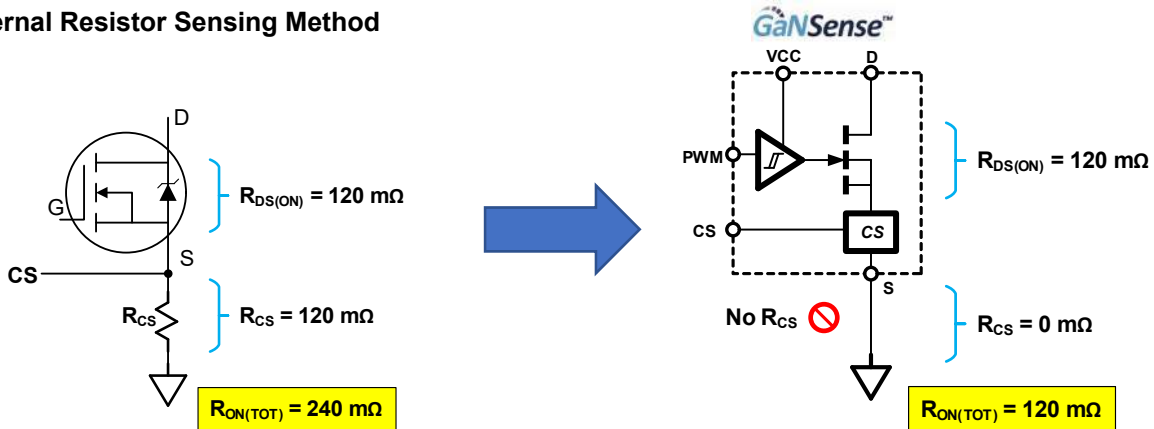 ernal Resistor Sensing Method
D
G
S
CS
RCS
RDS(ON) = 120 mΩ
RCS = 120 mΩ
RON(TOT) = 240 mΩ
GaNSense™
VCC
D
PWM
CS
CS
S
No RCS
RDS(ON) = 120 mΩ
RCS = 0 mΩ
RON(TOT) = 120 mΩ